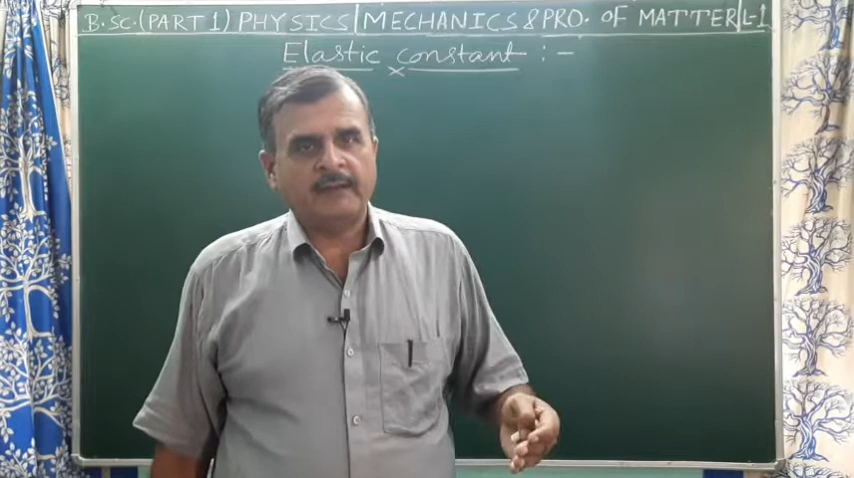 B.SC.(PART 1) PHYSICS|MECHANICS & PRO. OF MATTER|L-1
Elastic constant :-